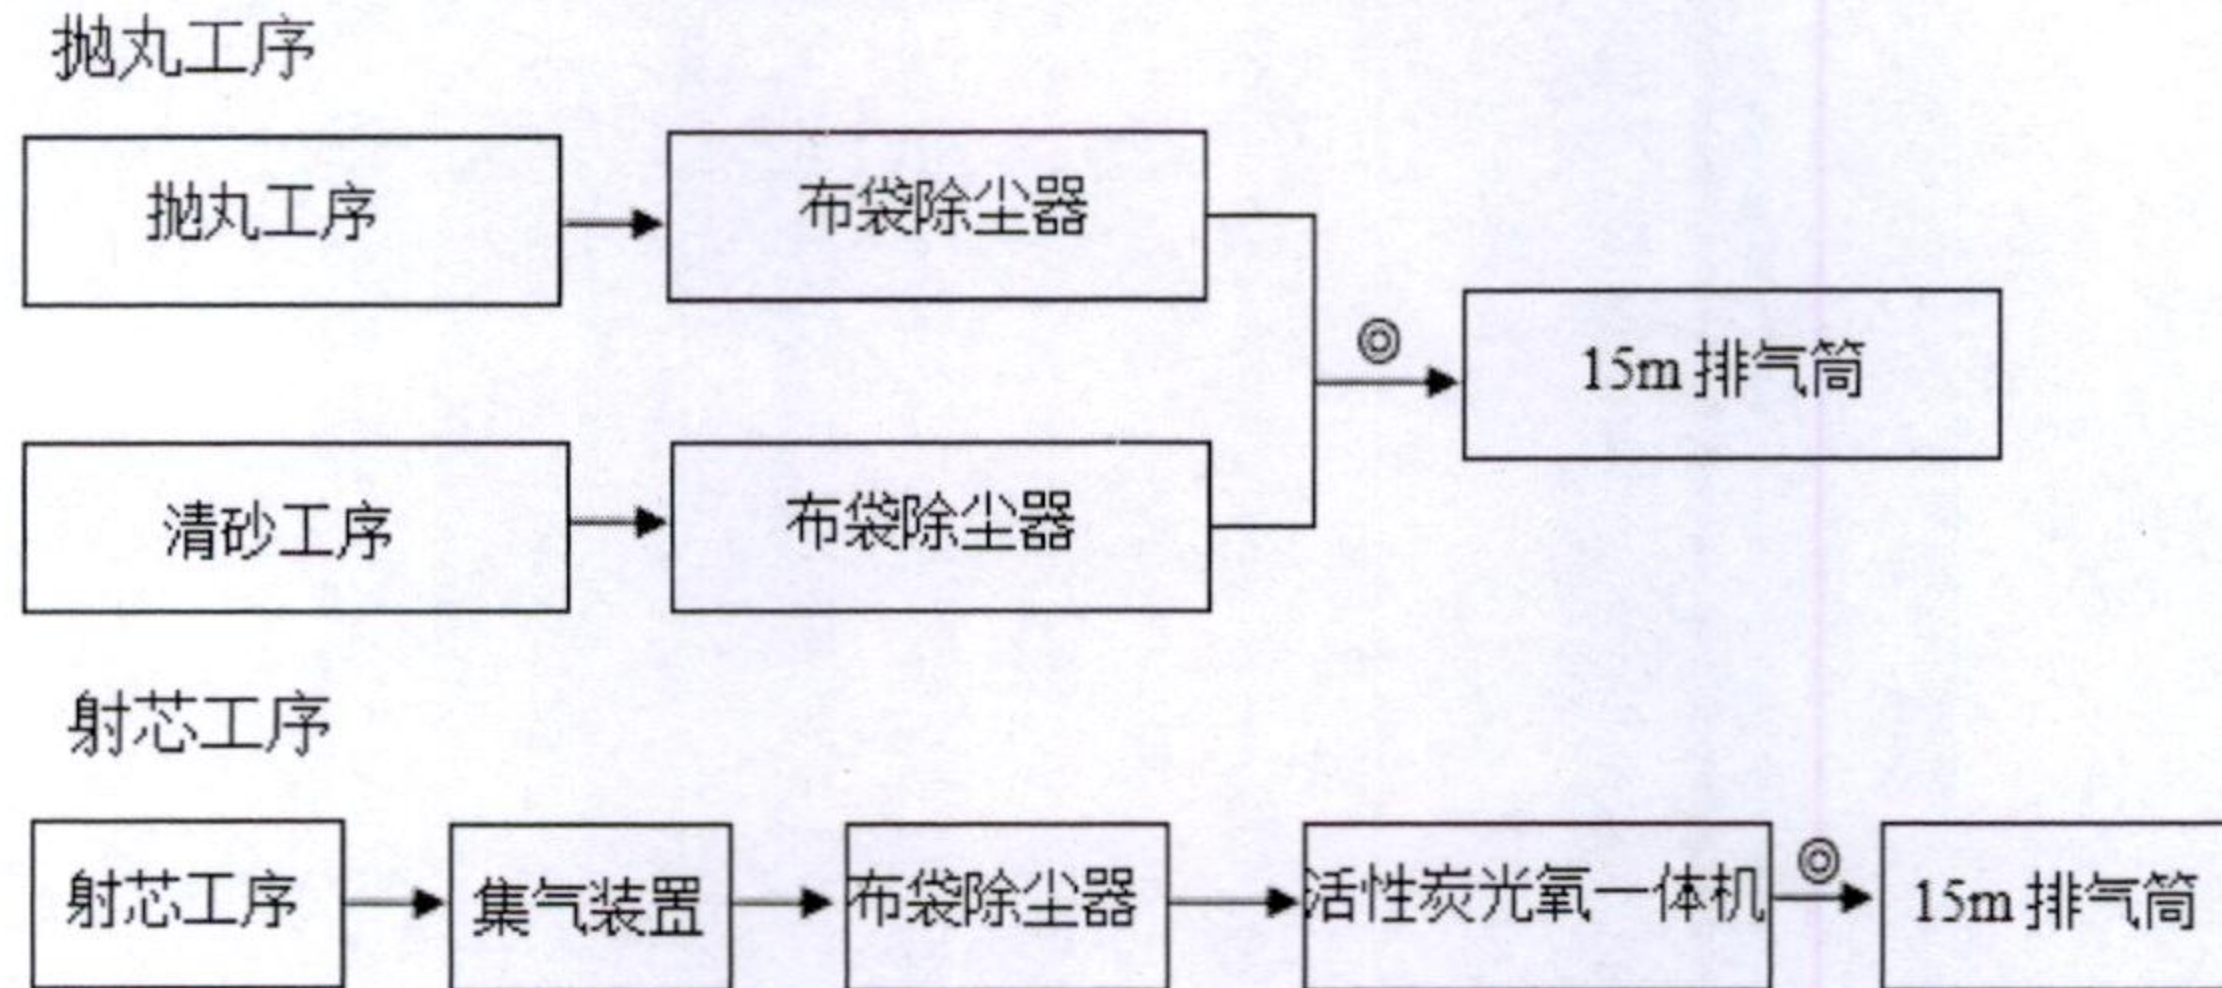 抛丸工序
抛丸工序
布袋除尘器
◎
15m 排气筒
清砂工序
布袋除尘器
射芯工序
射芯工序
集气装置
布袋除尘器
活性炭光氧一体机
◎
15m 排气筒